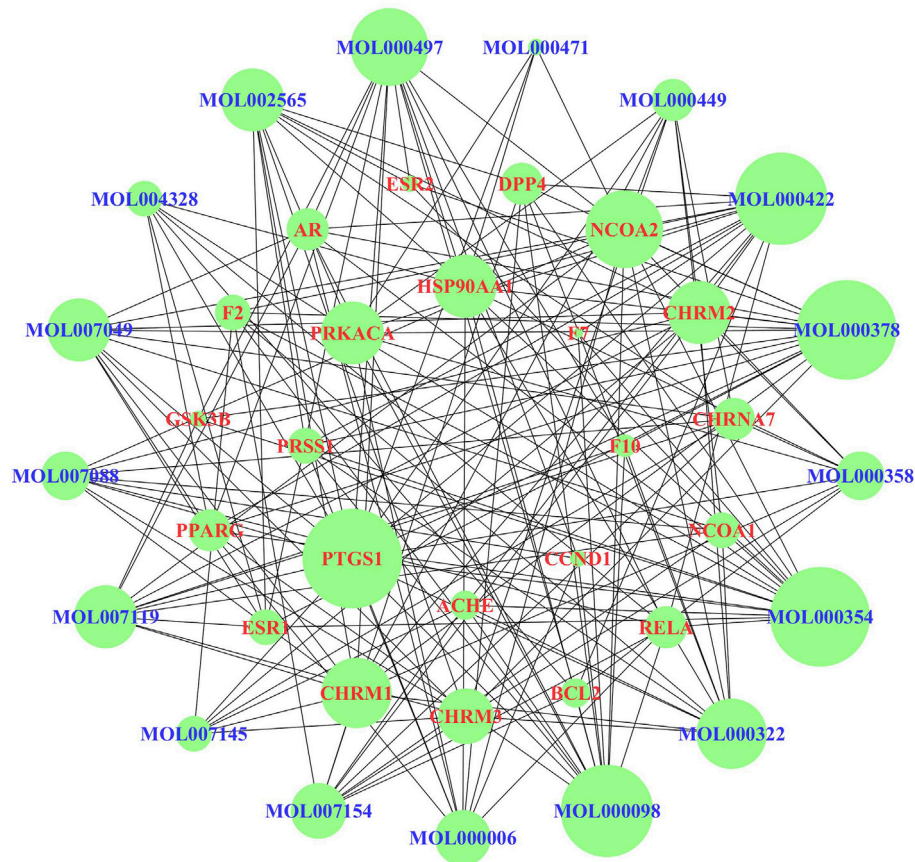 MOL000497
MOL000471
MOL002565
MOL000449
ESR2
DPP4
MOL004328
MOL000422
AR
NCOA2
HSP90AA1
F2
PRKACA
F7
CHRM2
MOL007049
MOL000378
GSK3B
CHRNA7
PRSS1
F10
MOL007088
MOL000358
PPARG
NCOA1
PTGS1
CCND1
ACHE
MOL007119
ESR1
RELA
MOL000354
CHRM1
BCL2
CHRM3
MOL007145
MOL000322
MOL007154
MOL000098
MOL000006